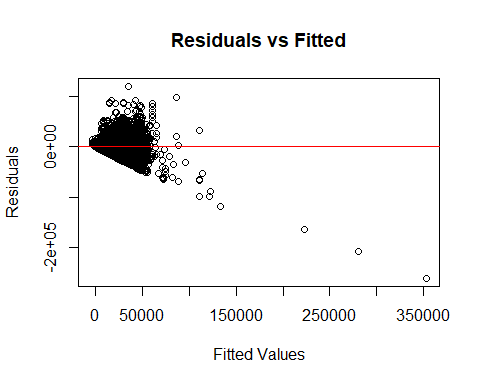 Residuals vs Fitted
Residuals
0e+00
-2e+05
0
50000
150000
250000
350000
Fitted Values